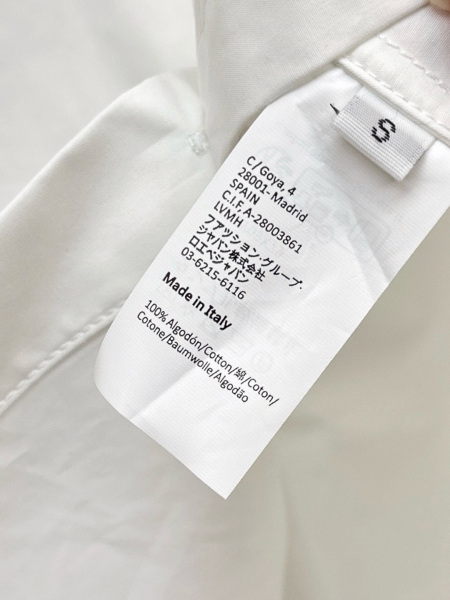 S
C/Goya, 4
28001- Madrid
SPAIN
C.I.F. A-28003861
LVMH
ファッション・グループ・
ジャパン株式会社
ロエベジャパン
03-6215-6116
Made in Italy
100% Algodón/Cotton/綿/Coton/
Cotone/Baumwolle/Algodão